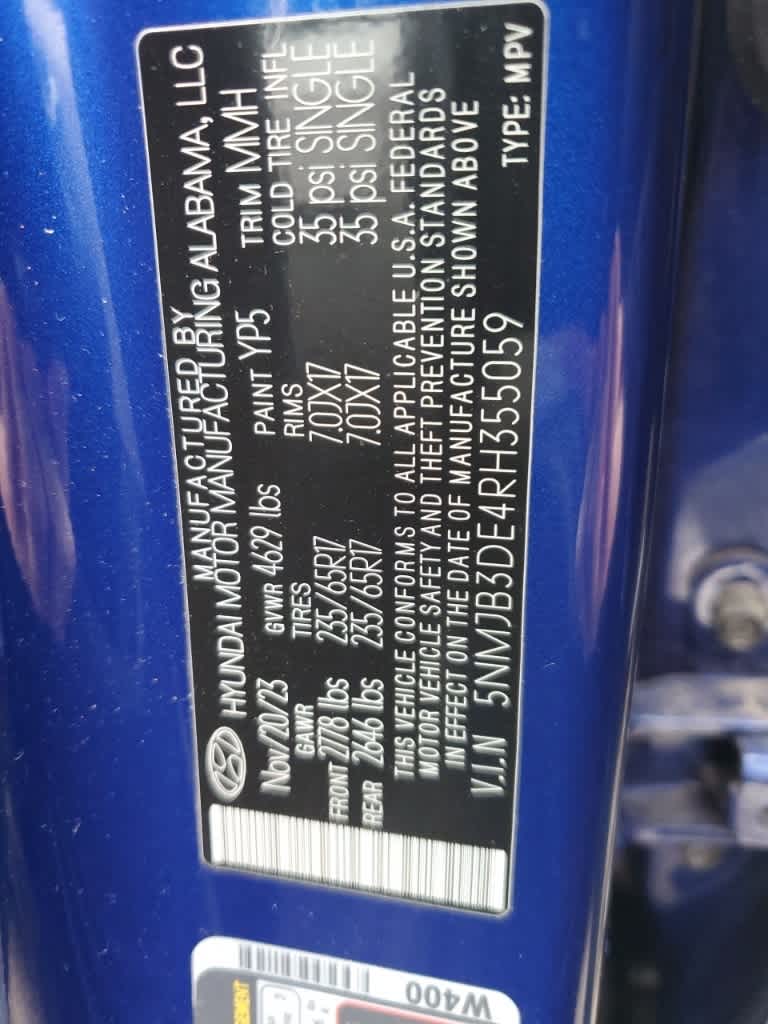 MANUFACTURED BY
HYUNDAI MOTOR MANUFACTURING ALABAMA, LLC
Nov/20/23 GVWR 4629 lbs PAINT YP5 TRIM MMH
GAWR TIRES RIMS COLD TIRE INFL
FRONT 2778 lbs 235/65R17 7.0JX17 35 psi SINGLE
REAR 2646 lbs 235/65R17 7.0JX17 35 psi SINGLE
THIS VEHICLE CONFORMS TO ALL APPLICABLE U.S.A. FEDERAL
MOTOR VEHICLE SAFETY AND THEFT PREVENTION STANDARDS
IN EFFECT ON THE DATE OF MANUFACTURE SHOWN ABOVE
V.I.N 5NMJB3DE4RH355059 TYPE: MPV
W400